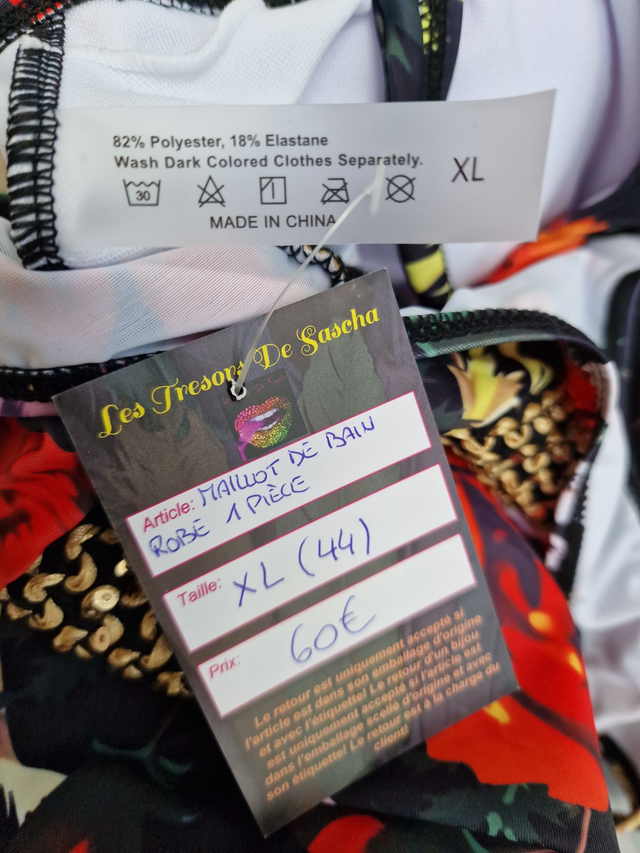 82% Polyester, 18% Elastane
Wash Dark Colored Clothes Separately.
XL
30
MADE IN CHINA
Les Tresors De Sascha
Article: MAILLOT DE BAIN
ROBE 1 PIÈCE
Taille: XL (44)
Prix: 60€
Le retour est uniquement accepté si
l'article est dans son emballage d'origine
et avec l'étiquette! Le retour d'un bijou
est uniquement accepté si l'article est
dans l'emballage scellé d'origine et avec
son étiquette! Le retour est à la charge du
client!